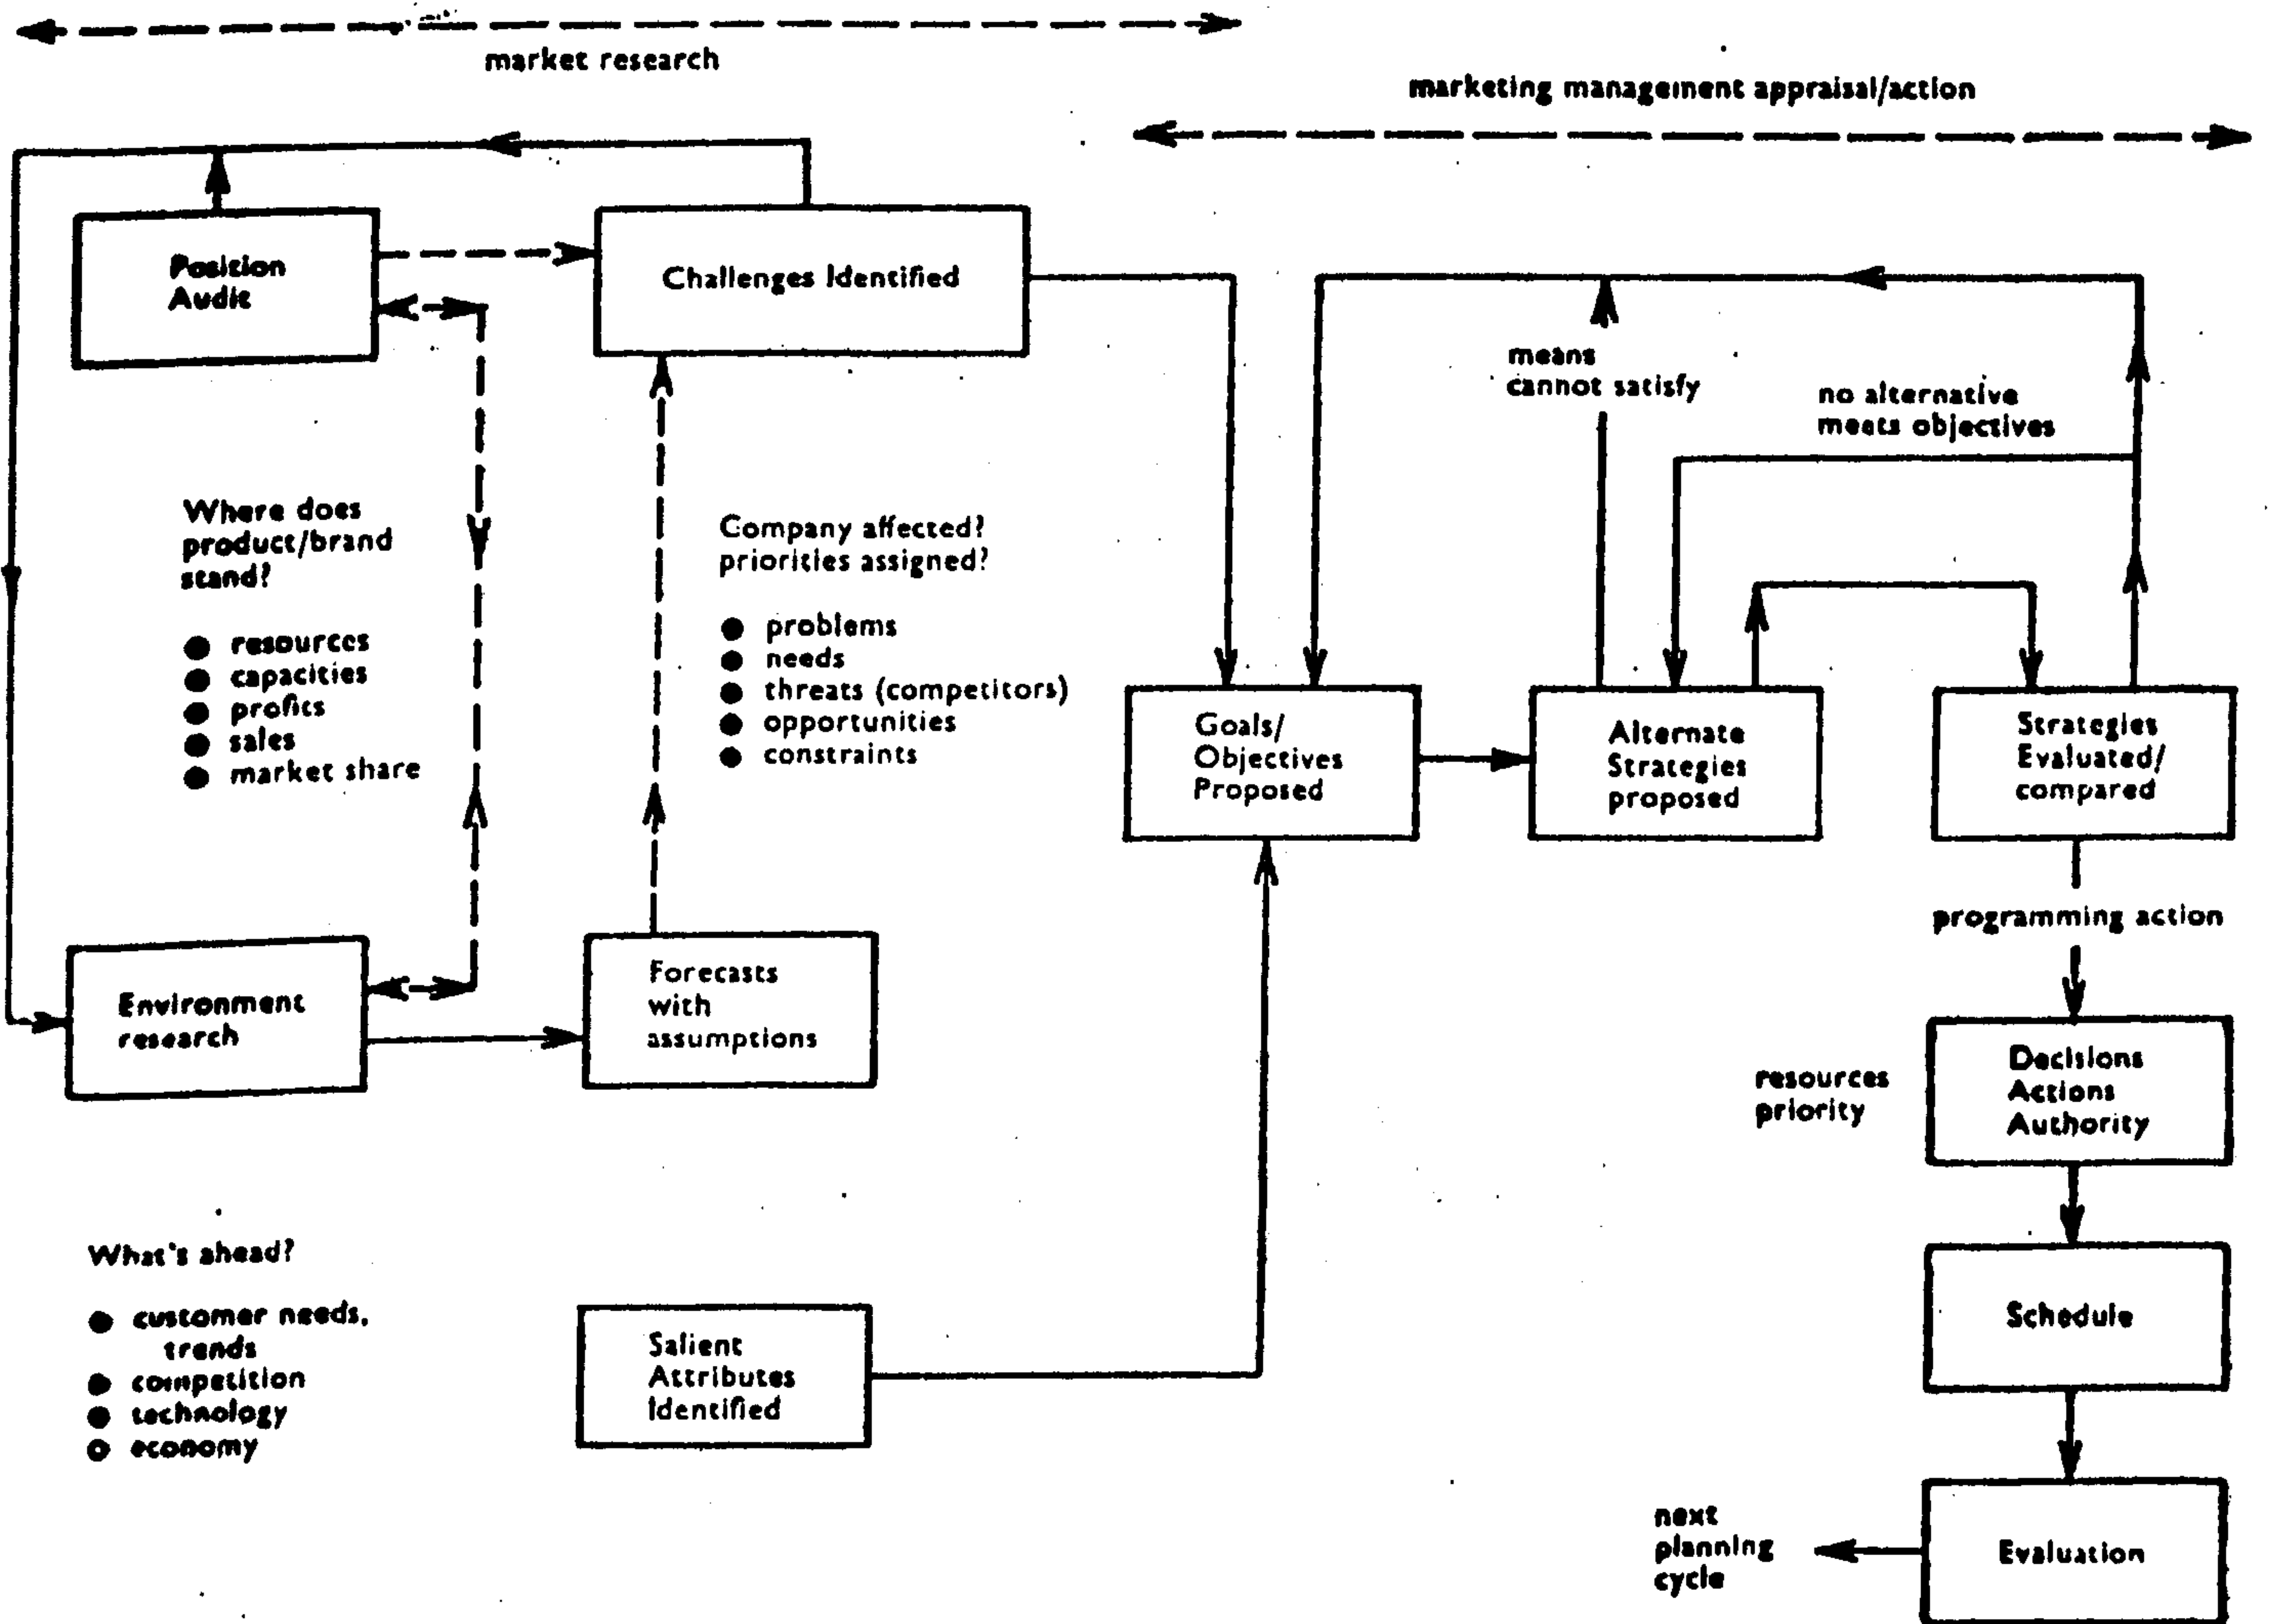 market research
marketing management appraisal/action
Position
Audit
Challenges Identified
means
cannot satisfy
no alternative
meets objectives
Where does
product/brand
stand?
● resources
● capacities
● profits
● sales
● market share
Company affected?
priorities assigned?
● problems
● needs
● threats (competitors)
● opportunities
● constraints
Goals/
Objectives
Proposed
Alternate
Strategies
proposed
Strategies
Evaluated/
compared
programming action
Environment
research
Forecasts
with
assumptions
resources
priority
Decisions
Actions
Authority
What's ahead?
● customer needs,
trends
● competition
● technology
● economy
Salient
Attributes
Identified
Schedule
next
planning
cycle
Evaluation